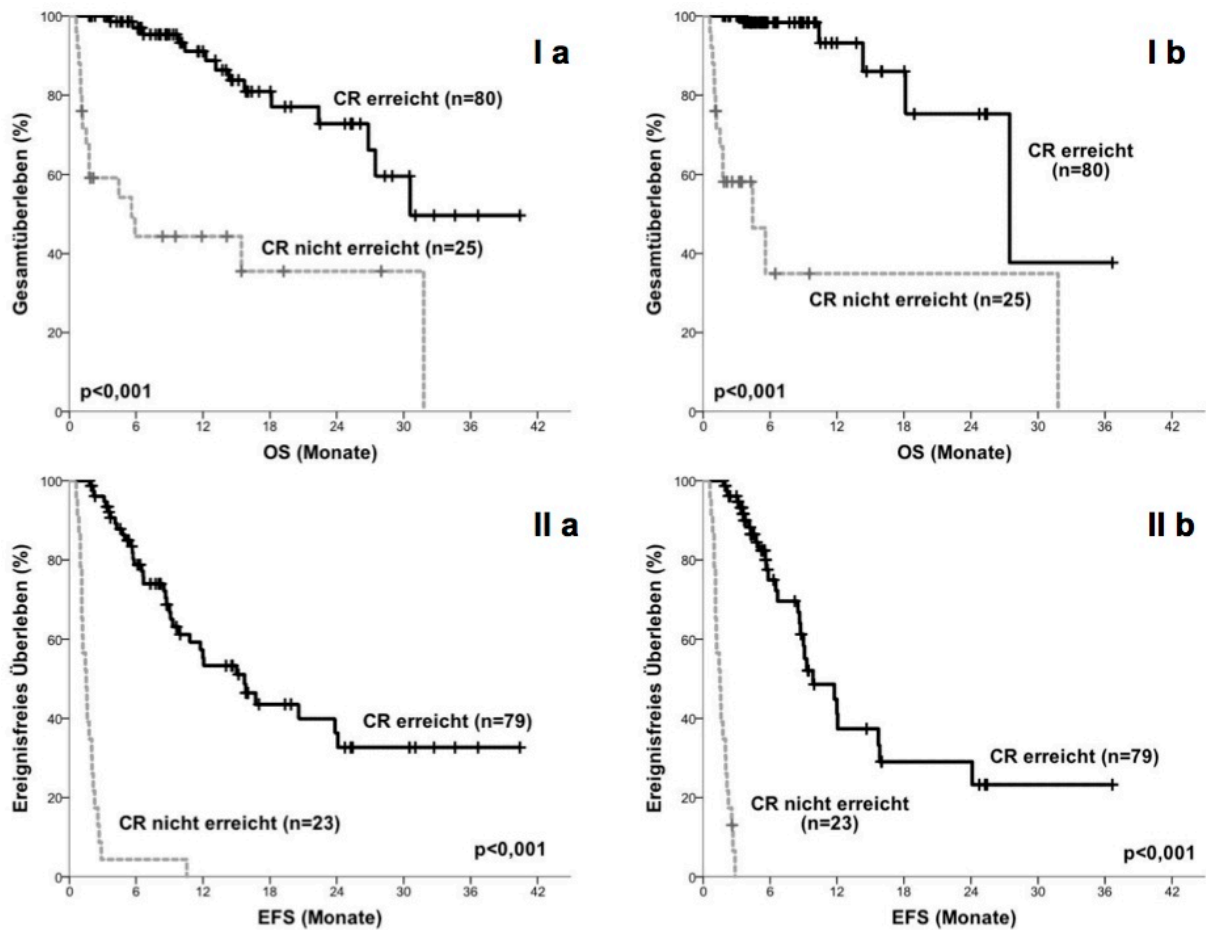 I a
Gesamtüberleben (%)
100
80
60
40
20
0
CR erreicht (n=80)
CR nicht erreicht (n=25)
p<0,001
0 6 12 18 24 30 36 42
OS (Monate)
I b
Gesamtüberleben (%)
100
80
60
40
20
0
CR erreicht
(n=80)
CR nicht erreicht (n=25)
p<0,001
0 6 12 18 24 30 36 42
OS (Monate)
II a
Ereignisfreies Überleben (%)
100
80
60
40
20
0
CR erreicht (n=79)
CR nicht erreicht (n=23)
p<0,001
0 6 12 18 24 30 36 42
EFS (Monate)
II b
Ereignisfreies Überleben (%)
100
80
60
40
20
0
CR erreicht (n=79)
CR nicht erreicht
(n=23)
p<0,001
0 6 12 18 24 30 36 42
EFS (Monate)